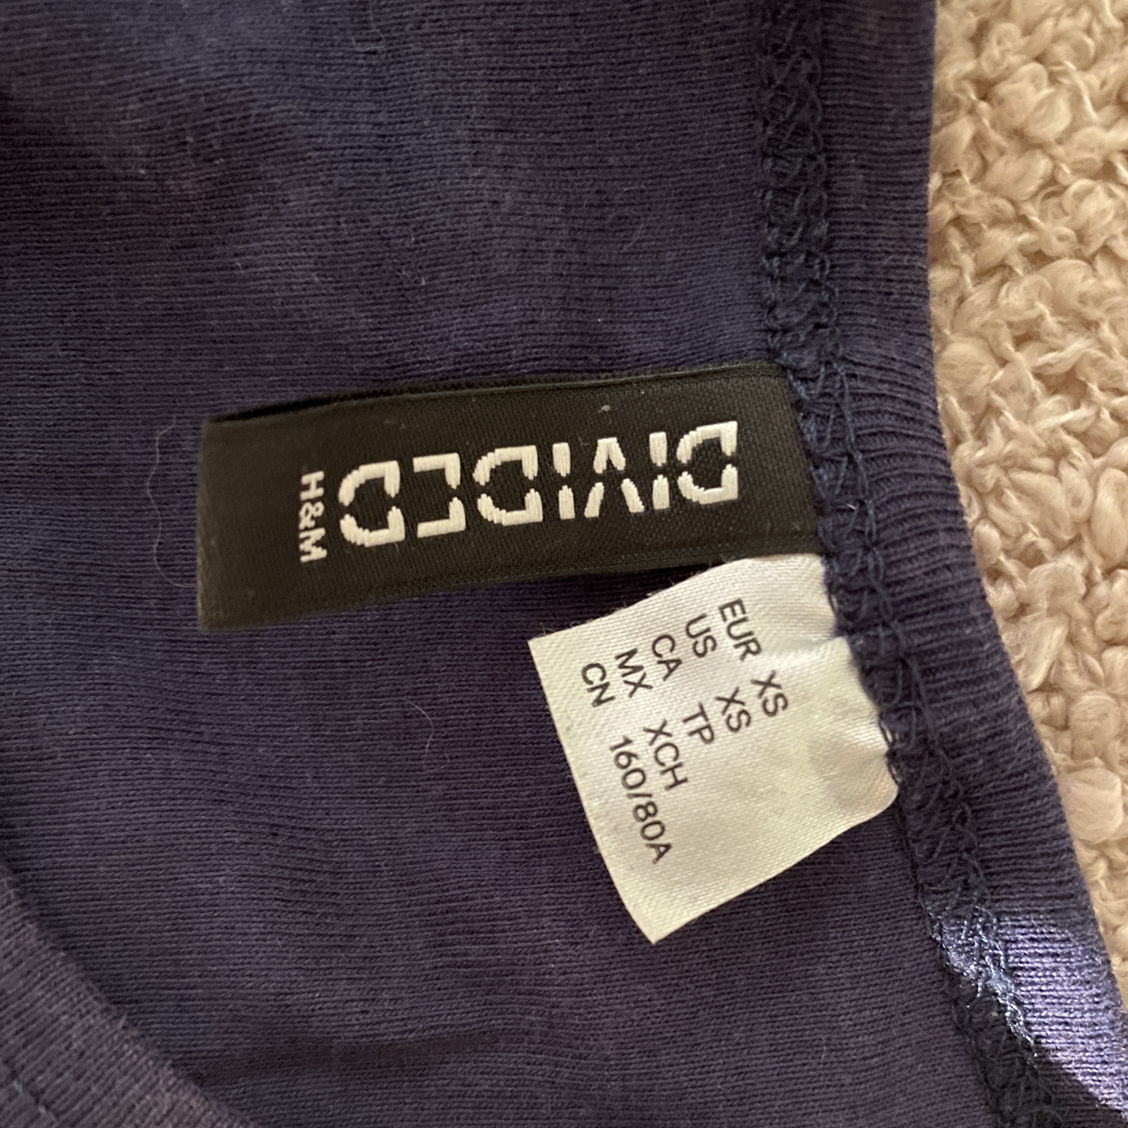 DIVIDED
H&M
EUR XS
US XS
CA TP
MX XCH
CN 160/80A